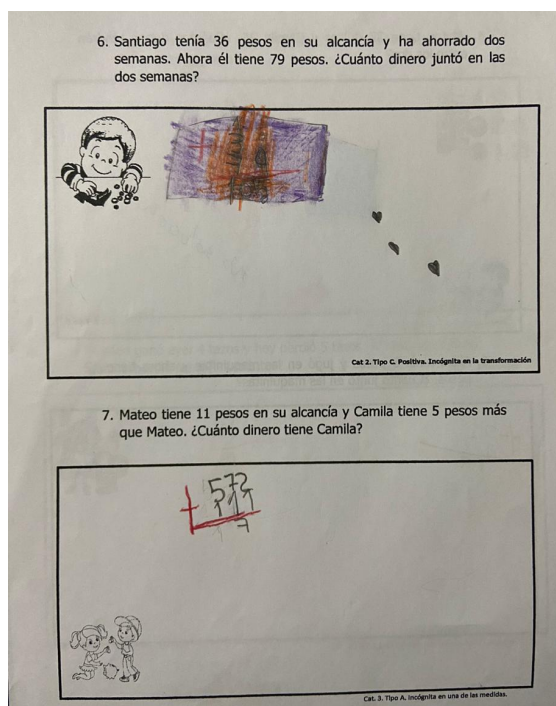 6. Santiago tenía 36 pesos en su alcancía y ha ahorrado dos
semanas. Ahora él tiene 79 pesos. ¿Cuánto dinero juntó en las
dos semanas?
Cat 2. Tipo C. Positiva. Incógnita en la transformación
7. Mateo tiene 11 pesos en su alcancía y Camila tiene 5 pesos más
que Mateo. ¿Cuánto dinero tiene Camila?
572
+ 111
7
Cat. 3. Tipo A. Incógnita en una de las medidas.